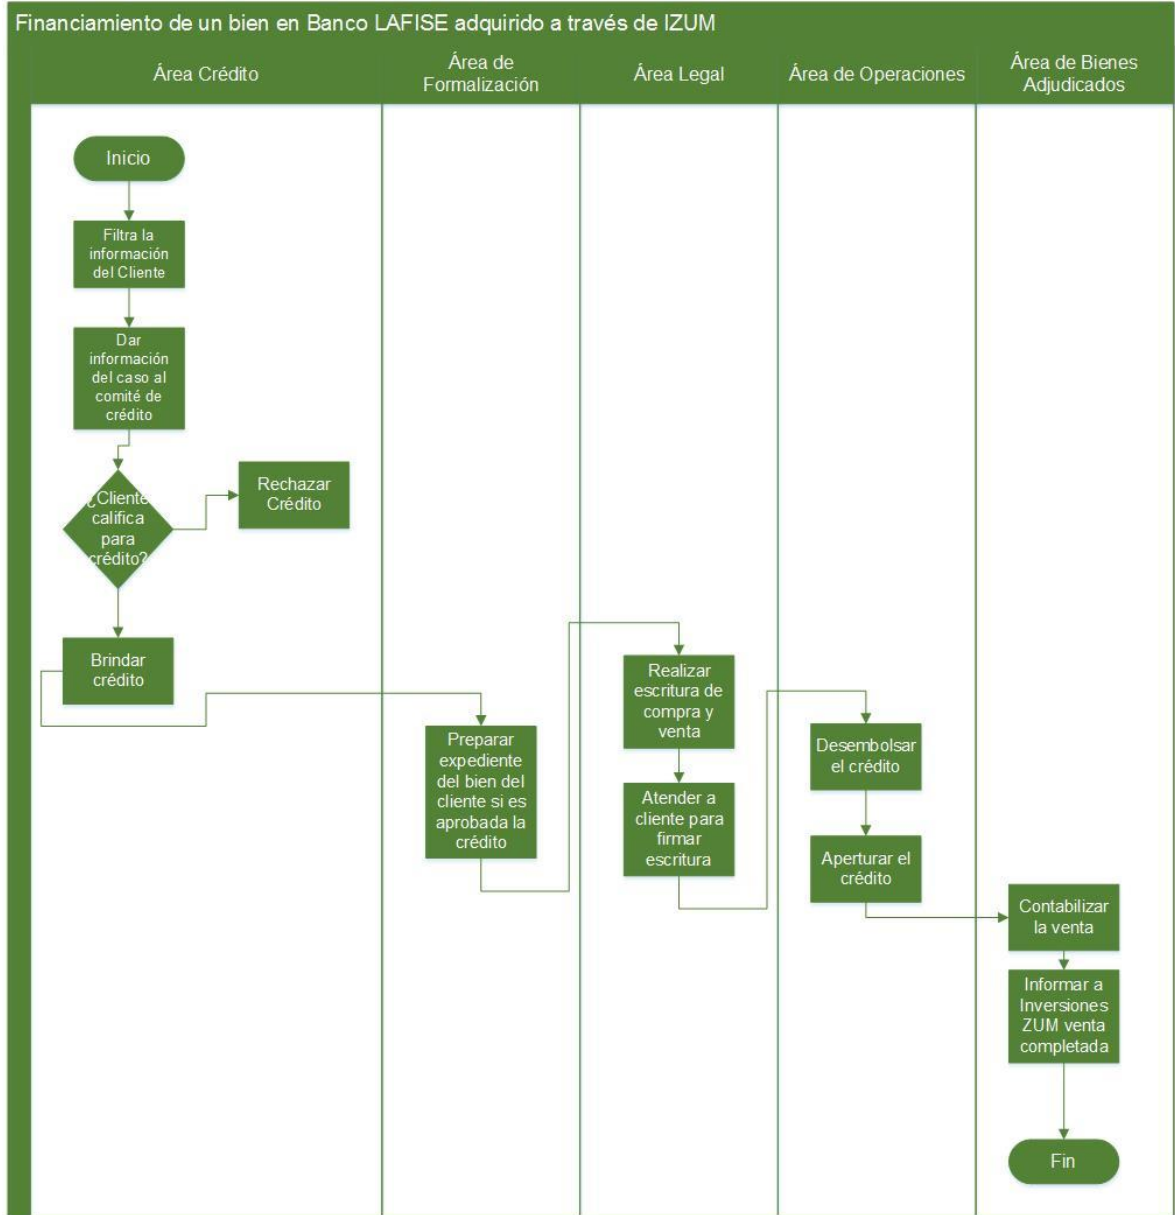 Financiamiento de un bien en Banco LAFISE adquirido a través de IZUM
Área Crédito
Área de
Formalización
Área Legal
Área de Operaciones
Área de Bienes
Adjudicados
Inicio
Filtra la
información
del Cliente
Dar
información
del caso al
comité de
crédito
¿Cliente
califica
para
crédito?
Rechazar
Crédito
Brindar
crédito
Preparar
expediente
del bien del
cliente si es
aprobada la
crédito
Realizar
escritura de
compra y
venta
Atender a
cliente para
firmar
escritura
Desembolsar
el crédito
Aperturar el
crédito
Contabilizar
la venta
Informar a
Inversiones
ZUM venta
completada
Fin